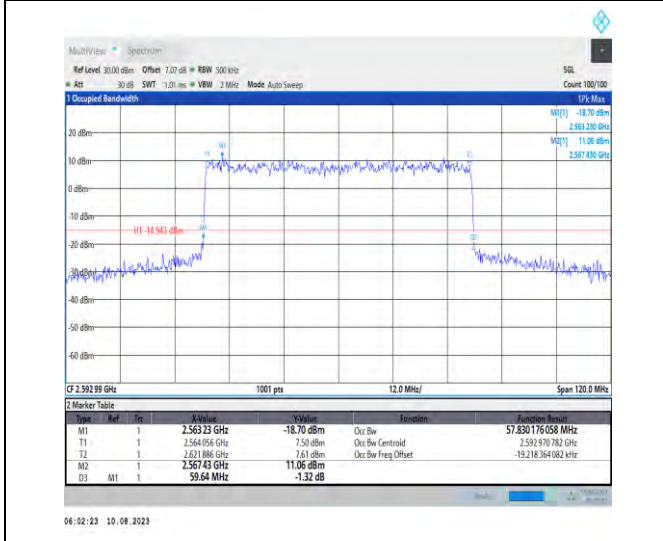 MultiView Spectrum
Ref Level 30.00 dBm Offset 7.07 dB RBW 500 kHz SGL
Att 30 dB SWT 1.01 ms VBW 2 MHz Mode Auto Sweep Count 100/100
1 Occupied Bandwidth 1Pk Max
M1[1] -18.70 dBm
2.563 230 GHz
M2[1] 11.06 dBm
2.567 430 GHz
20 dBm
10 dBm
0 dBm
-10 dBm
H1 -14.943 dBm
-20 dBm
-30 dBm
-40 dBm
-50 dBm
-60 dBm
CF 2.592 99 GHz 1001 pts 12.0 MHz/ Span 120.0 MHz
2 Marker Table
Type Ref Trc X-Value Y-Value Function Function Result
M1 1 2.563 23 GHz -18.70 dBm Occ Bw 57.830 176 058 MHz
T1 1 2.564 056 GHz 7.50 dBm Occ Bw Centroid 2.592 970 782 GHz
T2 1 2.621 886 GHz 7.61 dBm Occ Bw Freq Offset -19.218 364 082 kHz
M2 1 2.567 43 GHz 11.06 dBm
D3 M1 1 59.64 MHz -1.32 dB
06:02:23 10.08.2023